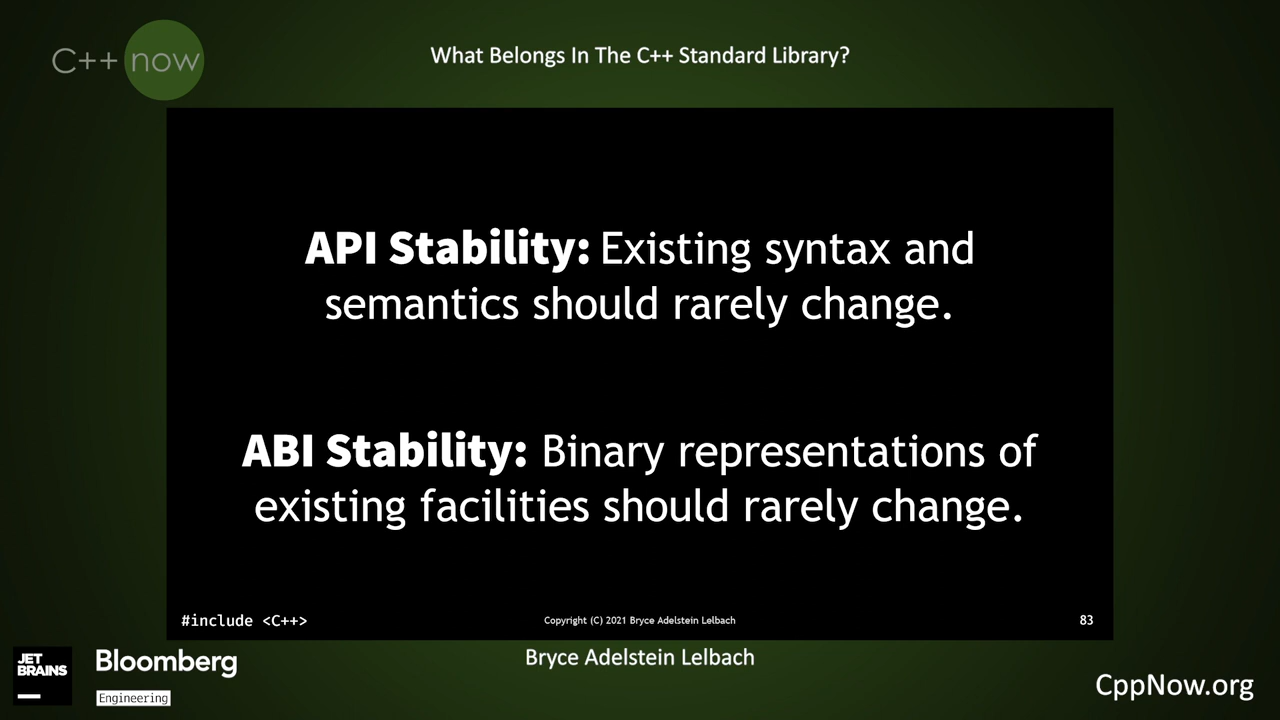 C++ now
What Belongs In The C++ Standard Library?
API Stability: Existing syntax and
semantics should rarely change.
ABI Stability: Binary representations of
existing facilities should rarely change.
#include <C++>
Copyright (C) 2021 Bryce Adelstein Lelbach
83
JET
BRAINS
Bloomberg
Engineering
Bryce Adelstein Lelbach
CppNow.org